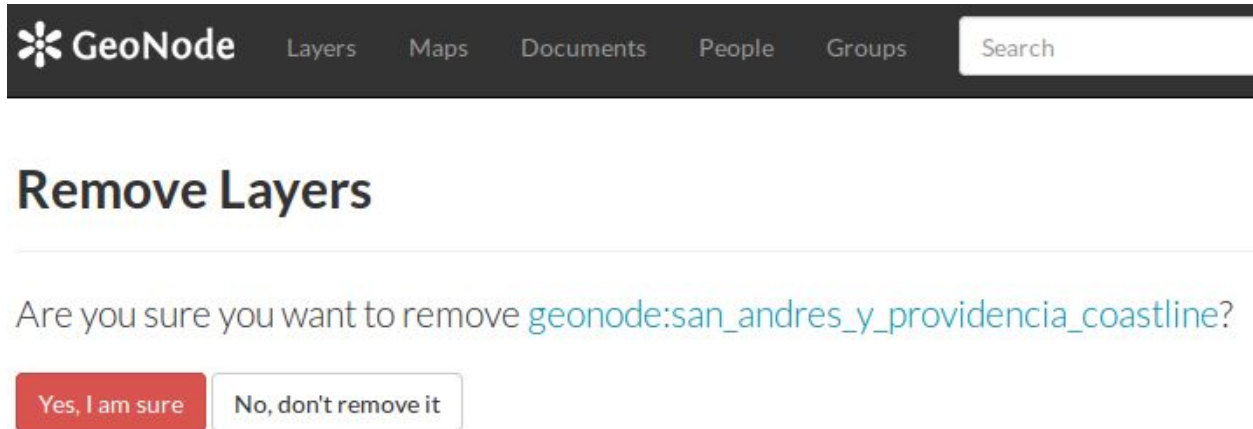 GeoNode Layers Maps Documents People Groups Search
Remove Layers
Are you sure you want to remove geonode:san_andres_y_providencia_coastline?
Yes, I am sure No, don't remove it